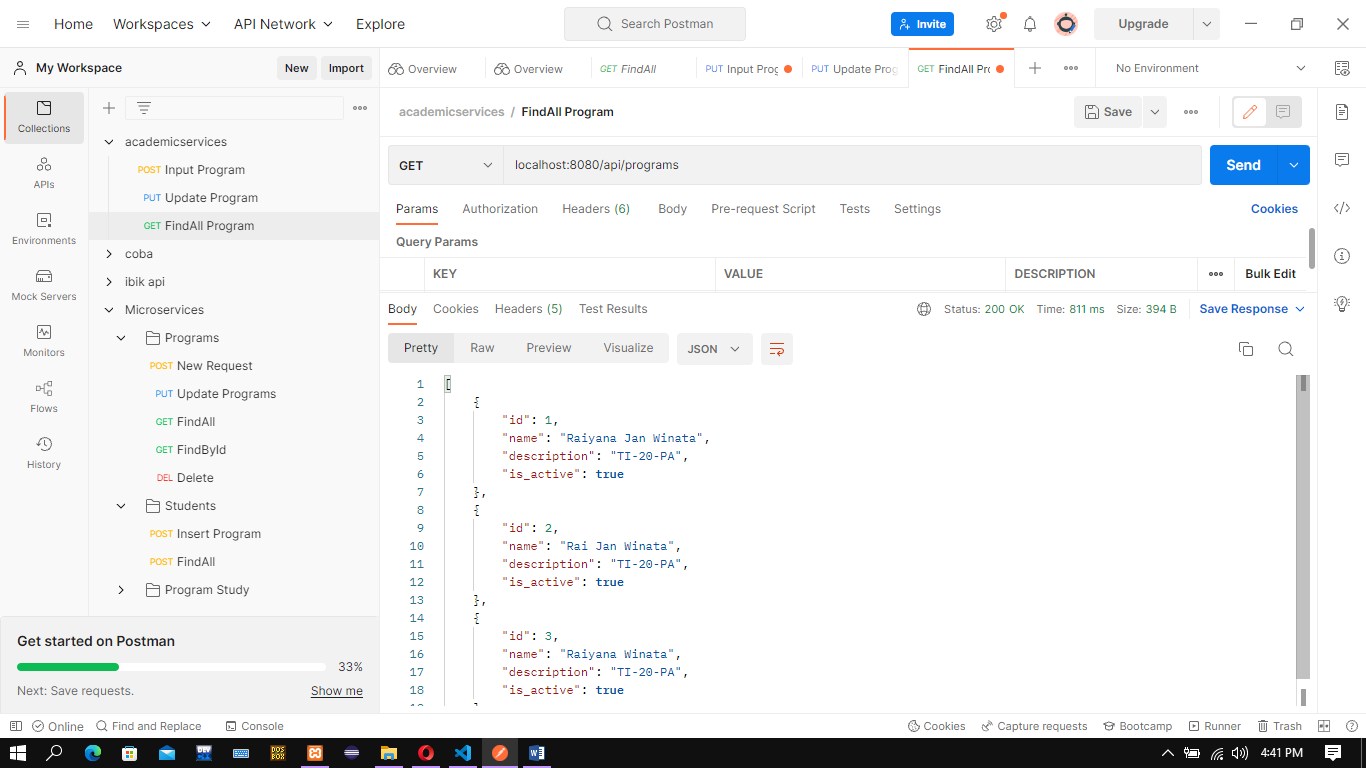 Home Workspaces API Network Explore Search Postman Invite Upgrade
My Workspace New Import
Overview Overview GET FindAll PUT Input Prog PUT Update Prog GET FindAll Pr No Environment
Collections
APIs
Environments
Mock Servers
Monitors
Flows
History
academicservices
POST Input Program
PUT Update Program
GET FindAll Program
coba
ibik api
Microservices
Programs
POST New Request
PUT Update Programs
GET FindAll
GET FindById
DEL Delete
Students
POST Insert Program
POST FindAll
Program Study
Get started on Postman
33%
Next: Save requests. Show me
academicservices / FindAll Program Save
GET localhost:8080/api/programs Send
Params Authorization Headers (6) Body Pre-request Script Tests Settings Cookies
Query Params
KEY VALUE DESCRIPTION Bulk Edit
Body Cookies Headers (5) Test Results Status: 200 OK Time: 811 ms Size: 394 B Save Response
Pretty Raw Preview Visualize JSON
1 [
2 {
3 "id": 1,
4 "name": "Raiyana Jan Winata",
5 "description": "TI-20-PA",
6 "is_active": true
7 },
8 {
9 "id": 2,
10 "name": "Rai Jan Winata",
11 "description": "TI-20-PA",
12 "is_active": true
13 },
14 {
15 "id": 3,
16 "name": "Raiyana Winata",
17 "description": "TI-20-PA",
18 "is_active": true
Online Find and Replace Console Cookies Capture requests Bootcamp Runner Trash
4:41 PM